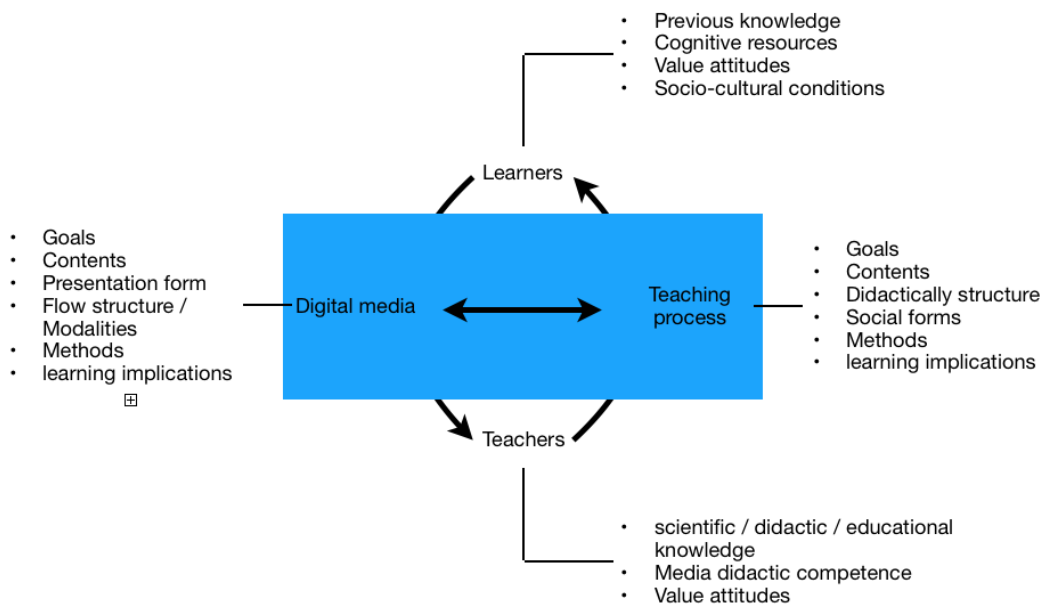 • Previous knowledge
• Cognitive resources
• Value attitudes
• Socio-cultural conditions
Learners
• Goals
• Contents
• Presentation form
• Flow structure /
Modalities
• Methods
• learning implications
Digital media
Teaching
process
• Goals
• Contents
• Didactically structure
• Social forms
• Methods
• learning implications
Teachers
• scientific / didactic / educational
knowledge
• Media didactic competence
• Value attitudes